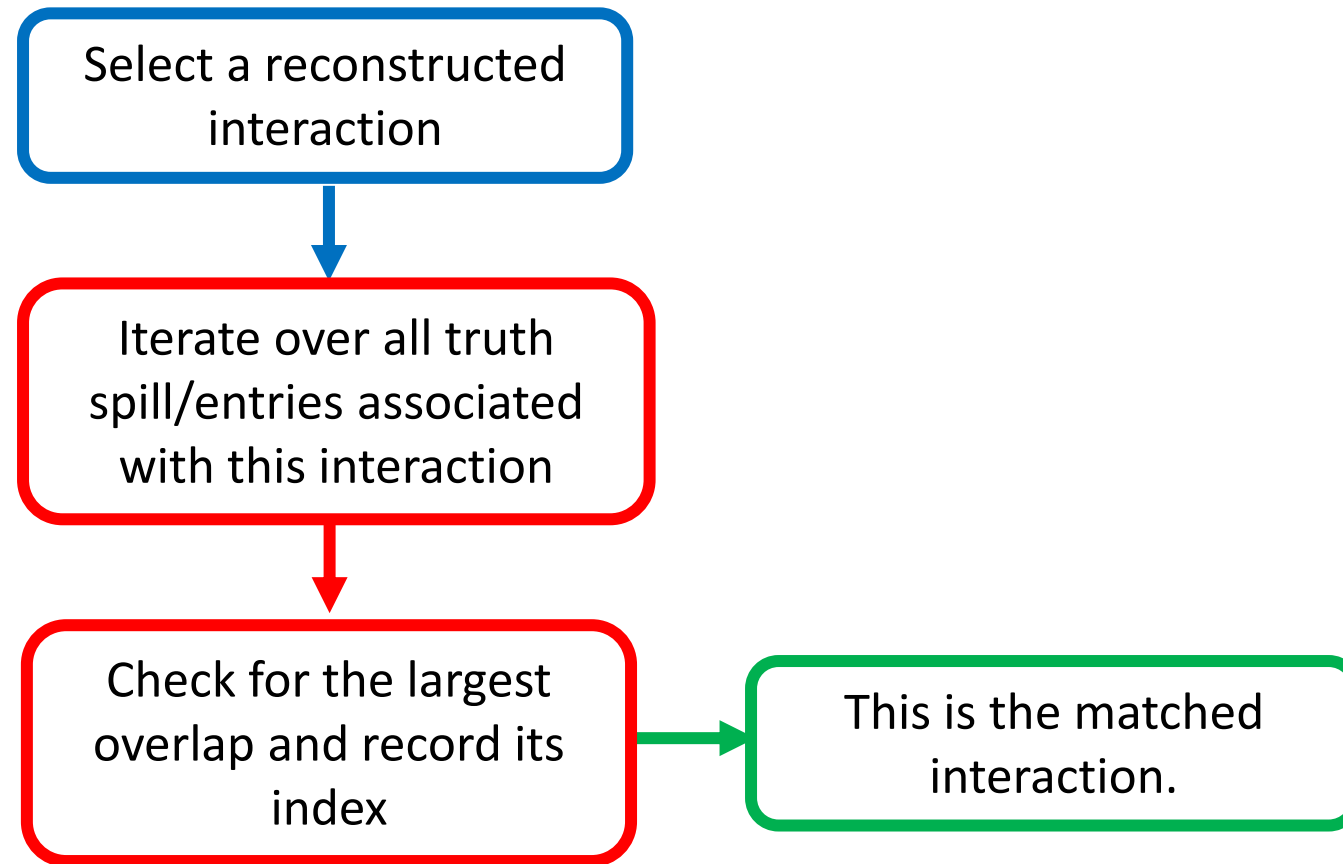 Select a reconstructed
interaction
Iterate over all truth
spill/entries associated
with this interaction
Check for the largest
overlap and record its
index
This is the matched
interaction.